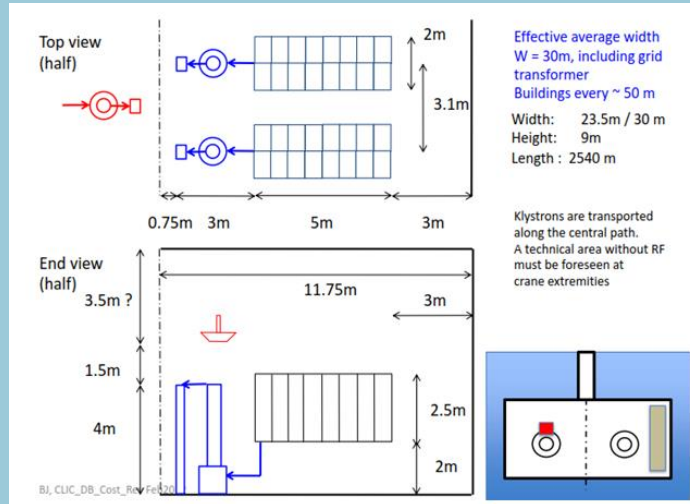 Top view
(half)
2m
3.1m
Effective average width
W = 30m, including grid
transformer
Buildings every ~ 50 m
Width: 23.5m / 30 m
Height: 9m
Length : 2540 m
0.75m 3m 5m 3m
Klystrons are transported
along the central path.
A technical area without RF
must be foreseen at
crane extremities
End view
(half)
3.5m ?
11.75m
3m
1.5m
4m
2.5m
2m
BJ, CLIC_DB_Cost_Re